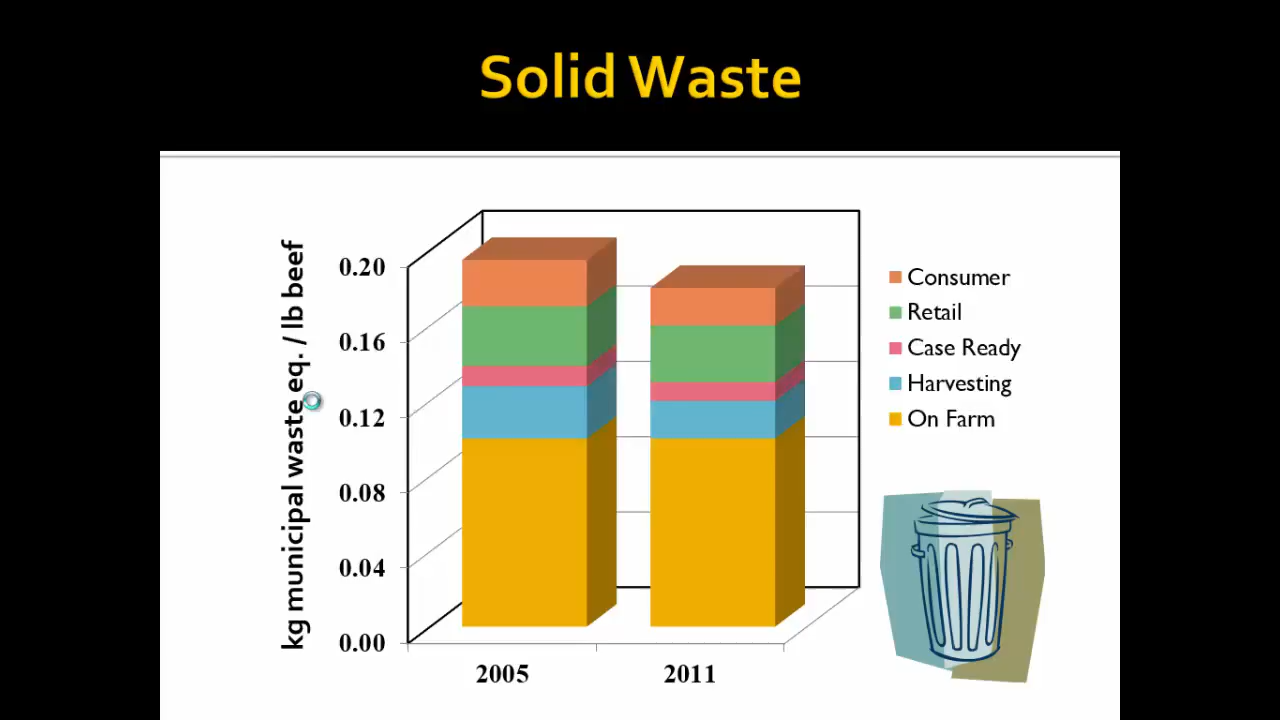 Solid Waste
kg municipal waste eq. / lb beef
0.20
0.16
0.12
0.08
0.04
0.00
2005
2011
Consumer
Retail
Case Ready
Harvesting
On Farm